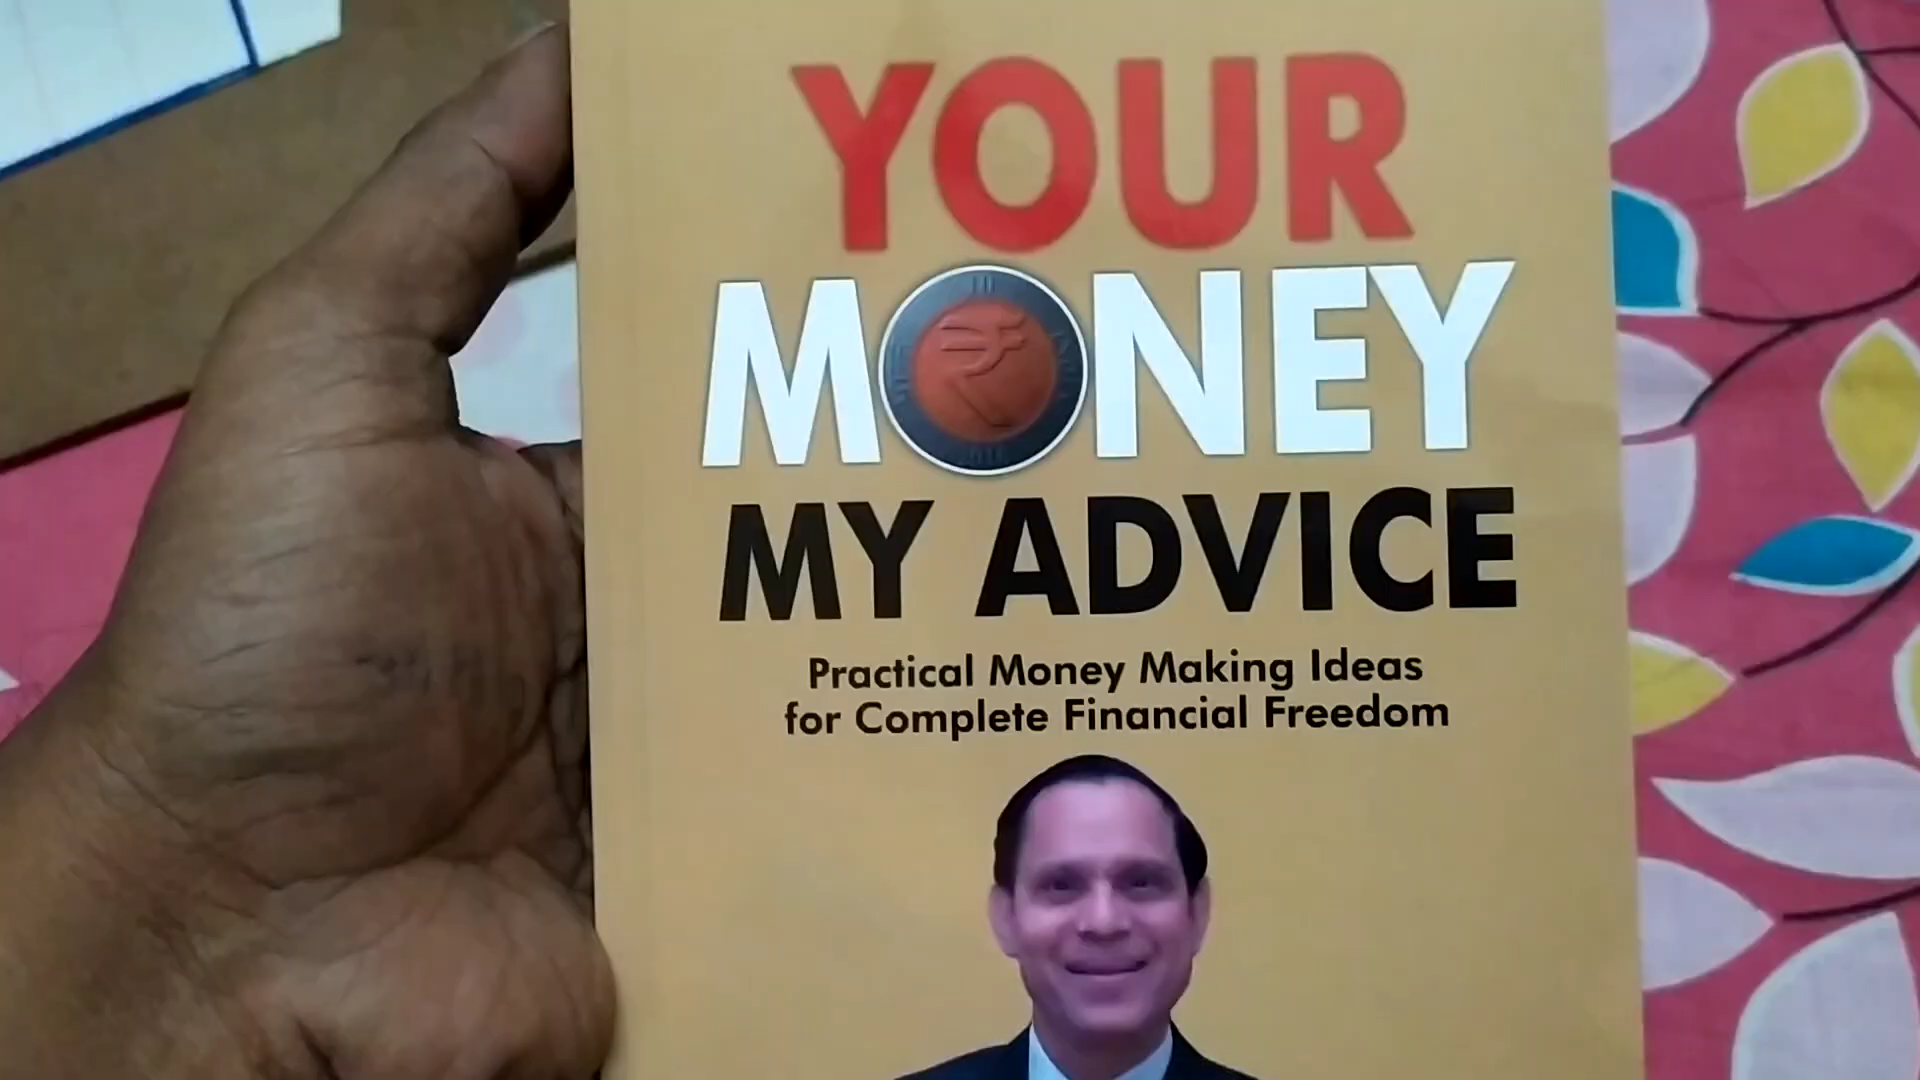 YOUR
MONEY
MY ADVICE
Practical Money Making Ideas
for Complete Financial Freedom